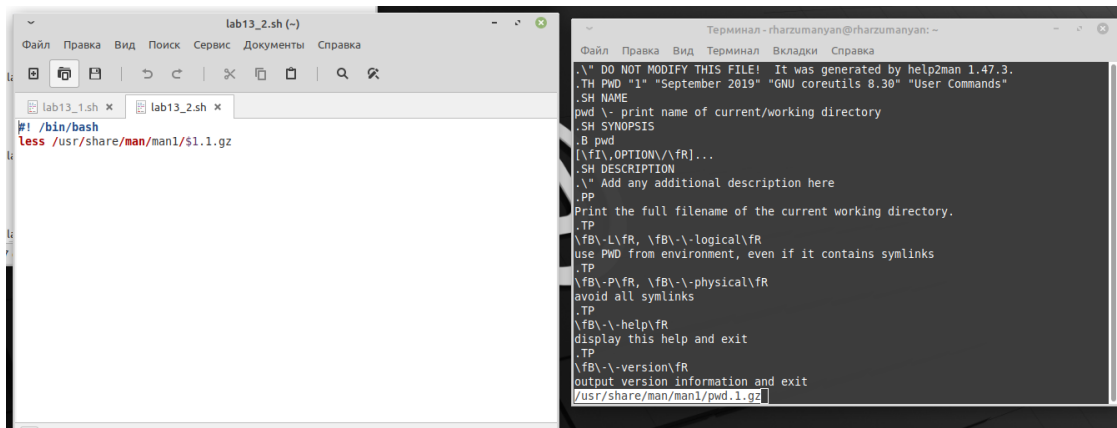 lab13_2.sh (~)
Файл Правка Вид Поиск Сервис Документы Справка
lab13_1.sh × lab13_2.sh ×
#! /bin/bash
less /usr/share/man/man1/$1.1.gz
Терминал - rharzumanyan@rharzumanyan: ~
Файл Правка Вид Терминал Вкладки Справка
.\" DO NOT MODIFY THIS FILE!  It was generated by help2man 1.47.3.
.TH PWD "1" "September 2019" "GNU coreutils 8.30" "User Commands"
.SH NAME
pwd \- print name of current/working directory
.SH SYNOPSIS
.B pwd
[\fI\,OPTION\/\fR]...
.SH DESCRIPTION
.\" Add any additional description here
.PP
Print the full filename of the current working directory.
.TP
\fB\-L\fR, \fB\-\-logical\fR
use PWD from environment, even if it contains symlinks
.TP
\fB\-P\fR, \fB\-\-physical\fR
avoid all symlinks
.TP
\fB\-\-help\fR
display this help and exit
.TP
\fB\-\-version\fR
output version information and exit
/usr/share/man/man1/pwd.1.gz